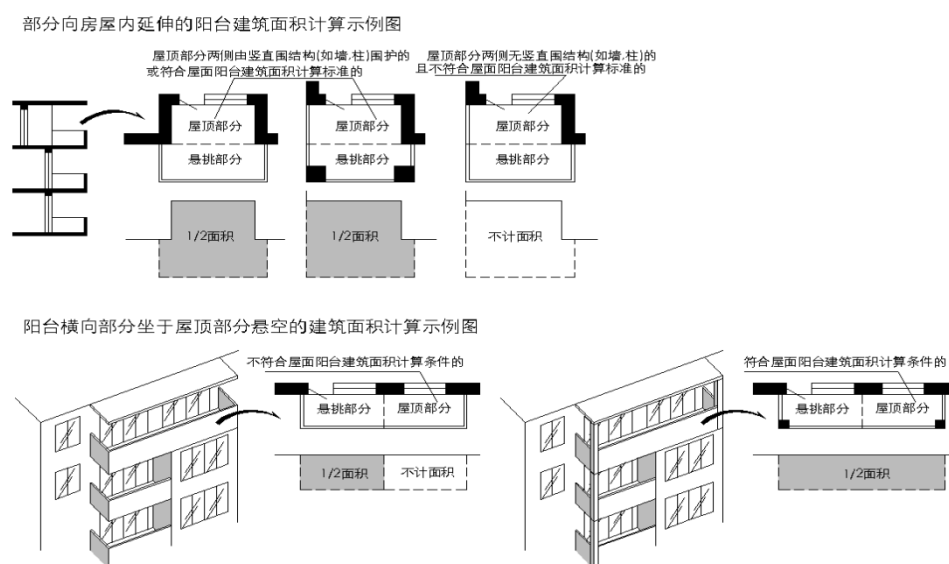 部分向房屋内延伸的阳台建筑面积计算示例图
屋顶部分两侧由竖直围结构(如墙,柱)围护的
或符合屋面阳台建筑面积计算标准的
屋顶部分两侧无竖直围结构(如墙,柱)的
且不符合屋面阳台建筑面积计算标准的
屋顶部分
悬挑部分
屋顶部分
悬挑部分
屋顶部分
悬挑部分
1/2面积
1/2面积
不计面积
阳台横向部分坐于屋顶部分悬空的建筑面积计算示例图
不符合屋面阳台建筑面积计算条件的
悬挑部分
屋顶部分
1/2面积
不计面积
符合屋面阳台建筑面积计算条件的
悬挑部分
屋顶部分
1/2面积